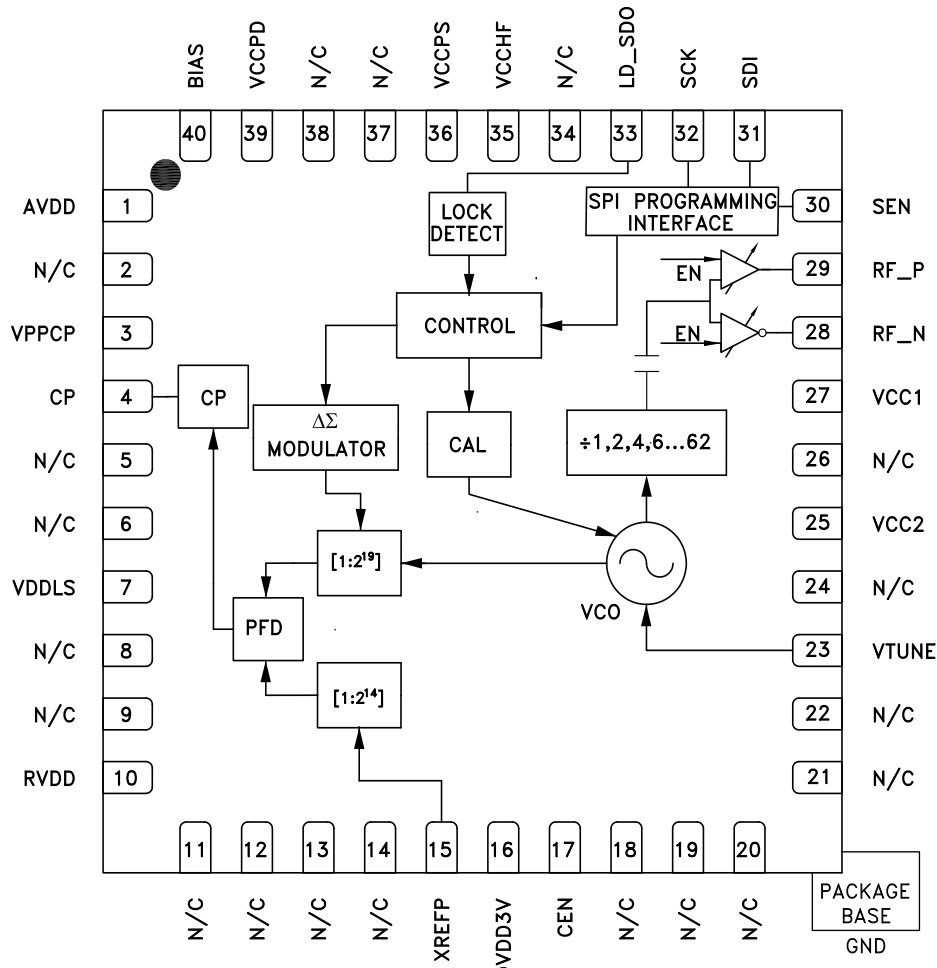 BIAS
VCCPD
N/C
N/C
VCCPS
VCCHF
N/C
LD_SDO
SCK
SDI
40
39
38
37
36
35
34
33
32
31
AVDD
1
N/C
2
VPPCP
3
CP
4
N/C
5
N/C
6
VDDLS
7
N/C
8
N/C
9
RVDD
10
LOCK
DETECT
SPI PROGRAMMING
INTERFACE
CONTROL
EN
EN
CP
ΔΣ
MODULATOR
CAL
÷1,2,4,6...62
[1:2¹⁹]
VCO
PFD
[1:2¹⁴]
30
SEN
29
RF_P
28
RF_N
27
VCC1
26
N/C
25
VCC2
24
N/C
23
VTUNE
22
N/C
21
N/C
11
12
13
14
15
16
17
18
19
20
N/C
N/C
N/C
N/C
XREFP
DVDD3V
CEN
N/C
N/C
N/C
PACKAGE
BASE
GND